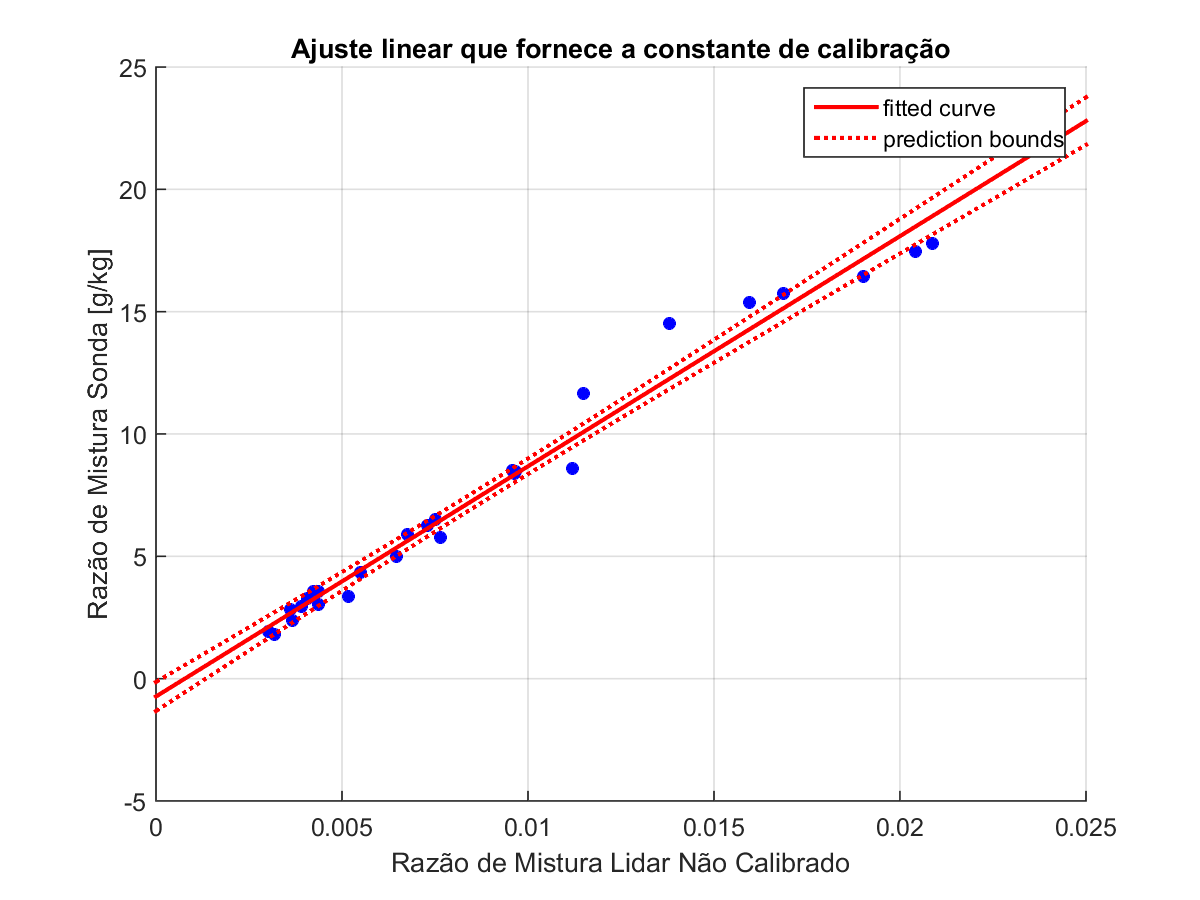 Ajuste linear que fornece a constante de calibração
fitted curve
prediction bounds
Razão de Mistura Sonda [g/kg]
25
20
15
10
5
0
-5
0 0.005 0.01 0.015 0.02 0.025
Razão de Mistura Lidar Não Calibrado